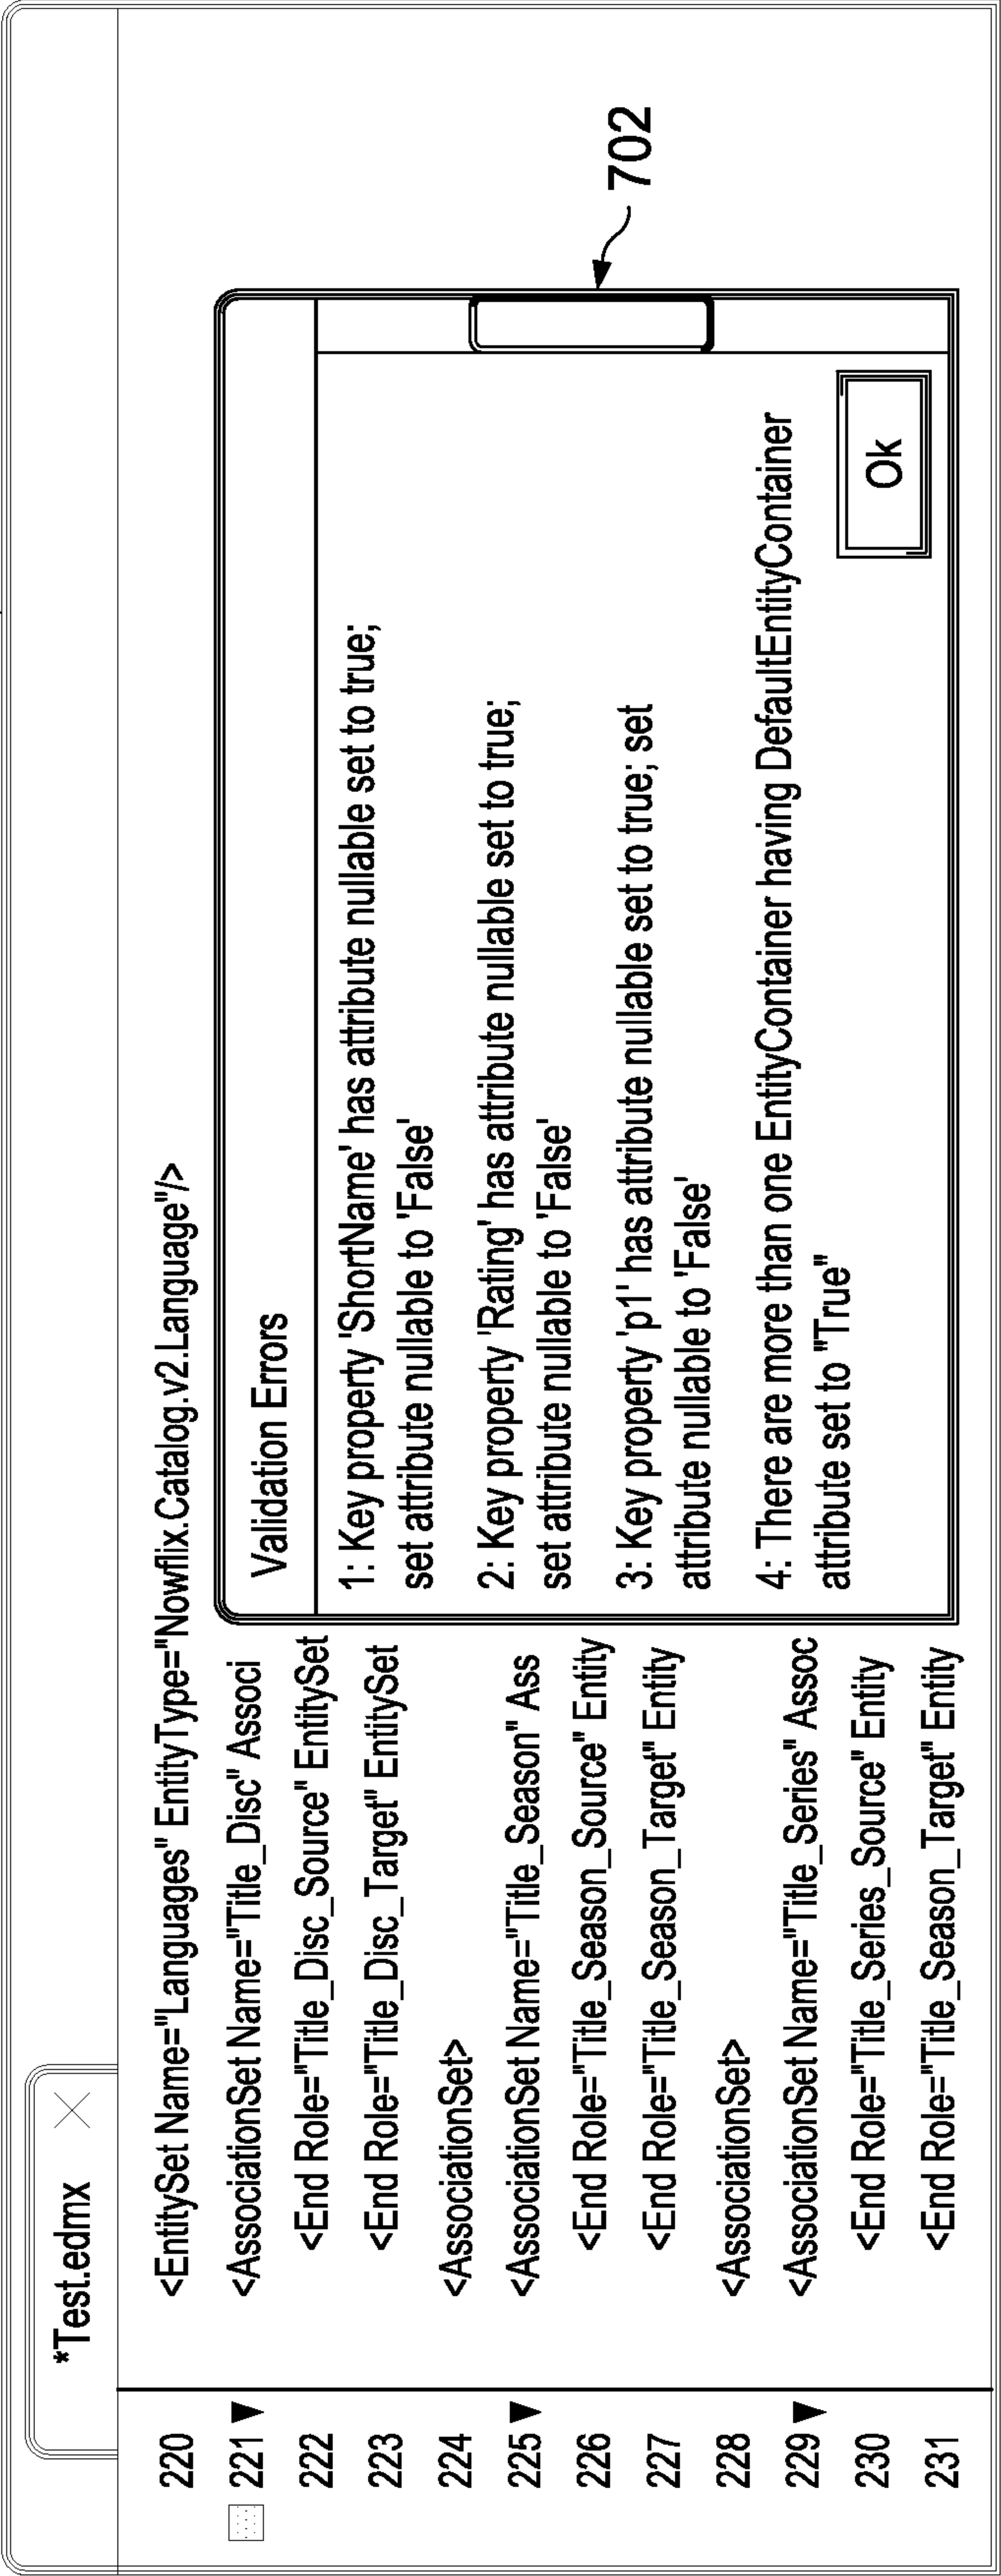 *Test.edmx
220 <EntitySet Name="Languages" EntityType="Nowflix.Catalog.v2.Language"/>
221 <AssociationSet Name="Title_Disc" Associ
222 <End Role="Title_Disc_Source" EntitySet
223 <End Role="Title_Disc_Target" EntitySet
224 <AssociationSet>
225 <AssociationSet Name="Title_Season" Ass
226 <End Role="Title_Season_Source" Entity
227 <End Role="Title_Season_Target" Entity
228 <AssociationSet>
229 <AssociationSet Name="Title_Series" Assoc
230 <End Role="Title_Series_Source" Entity
231 <End Role="Title_Season_Target" Entity
Validation Errors
1: Key property 'ShortName' has attribute nullable set to true;
set attribute nullable to 'False'
2: Key property 'Rating' has attribute nullable set to true;
set attribute nullable to 'False'
3: Key property 'p1' has attribute nullable set to true; set
attribute nullable to 'False'
4: There are more than one EntityContainer having DefaultEntityContainer
attribute set to "True"
Ok
702